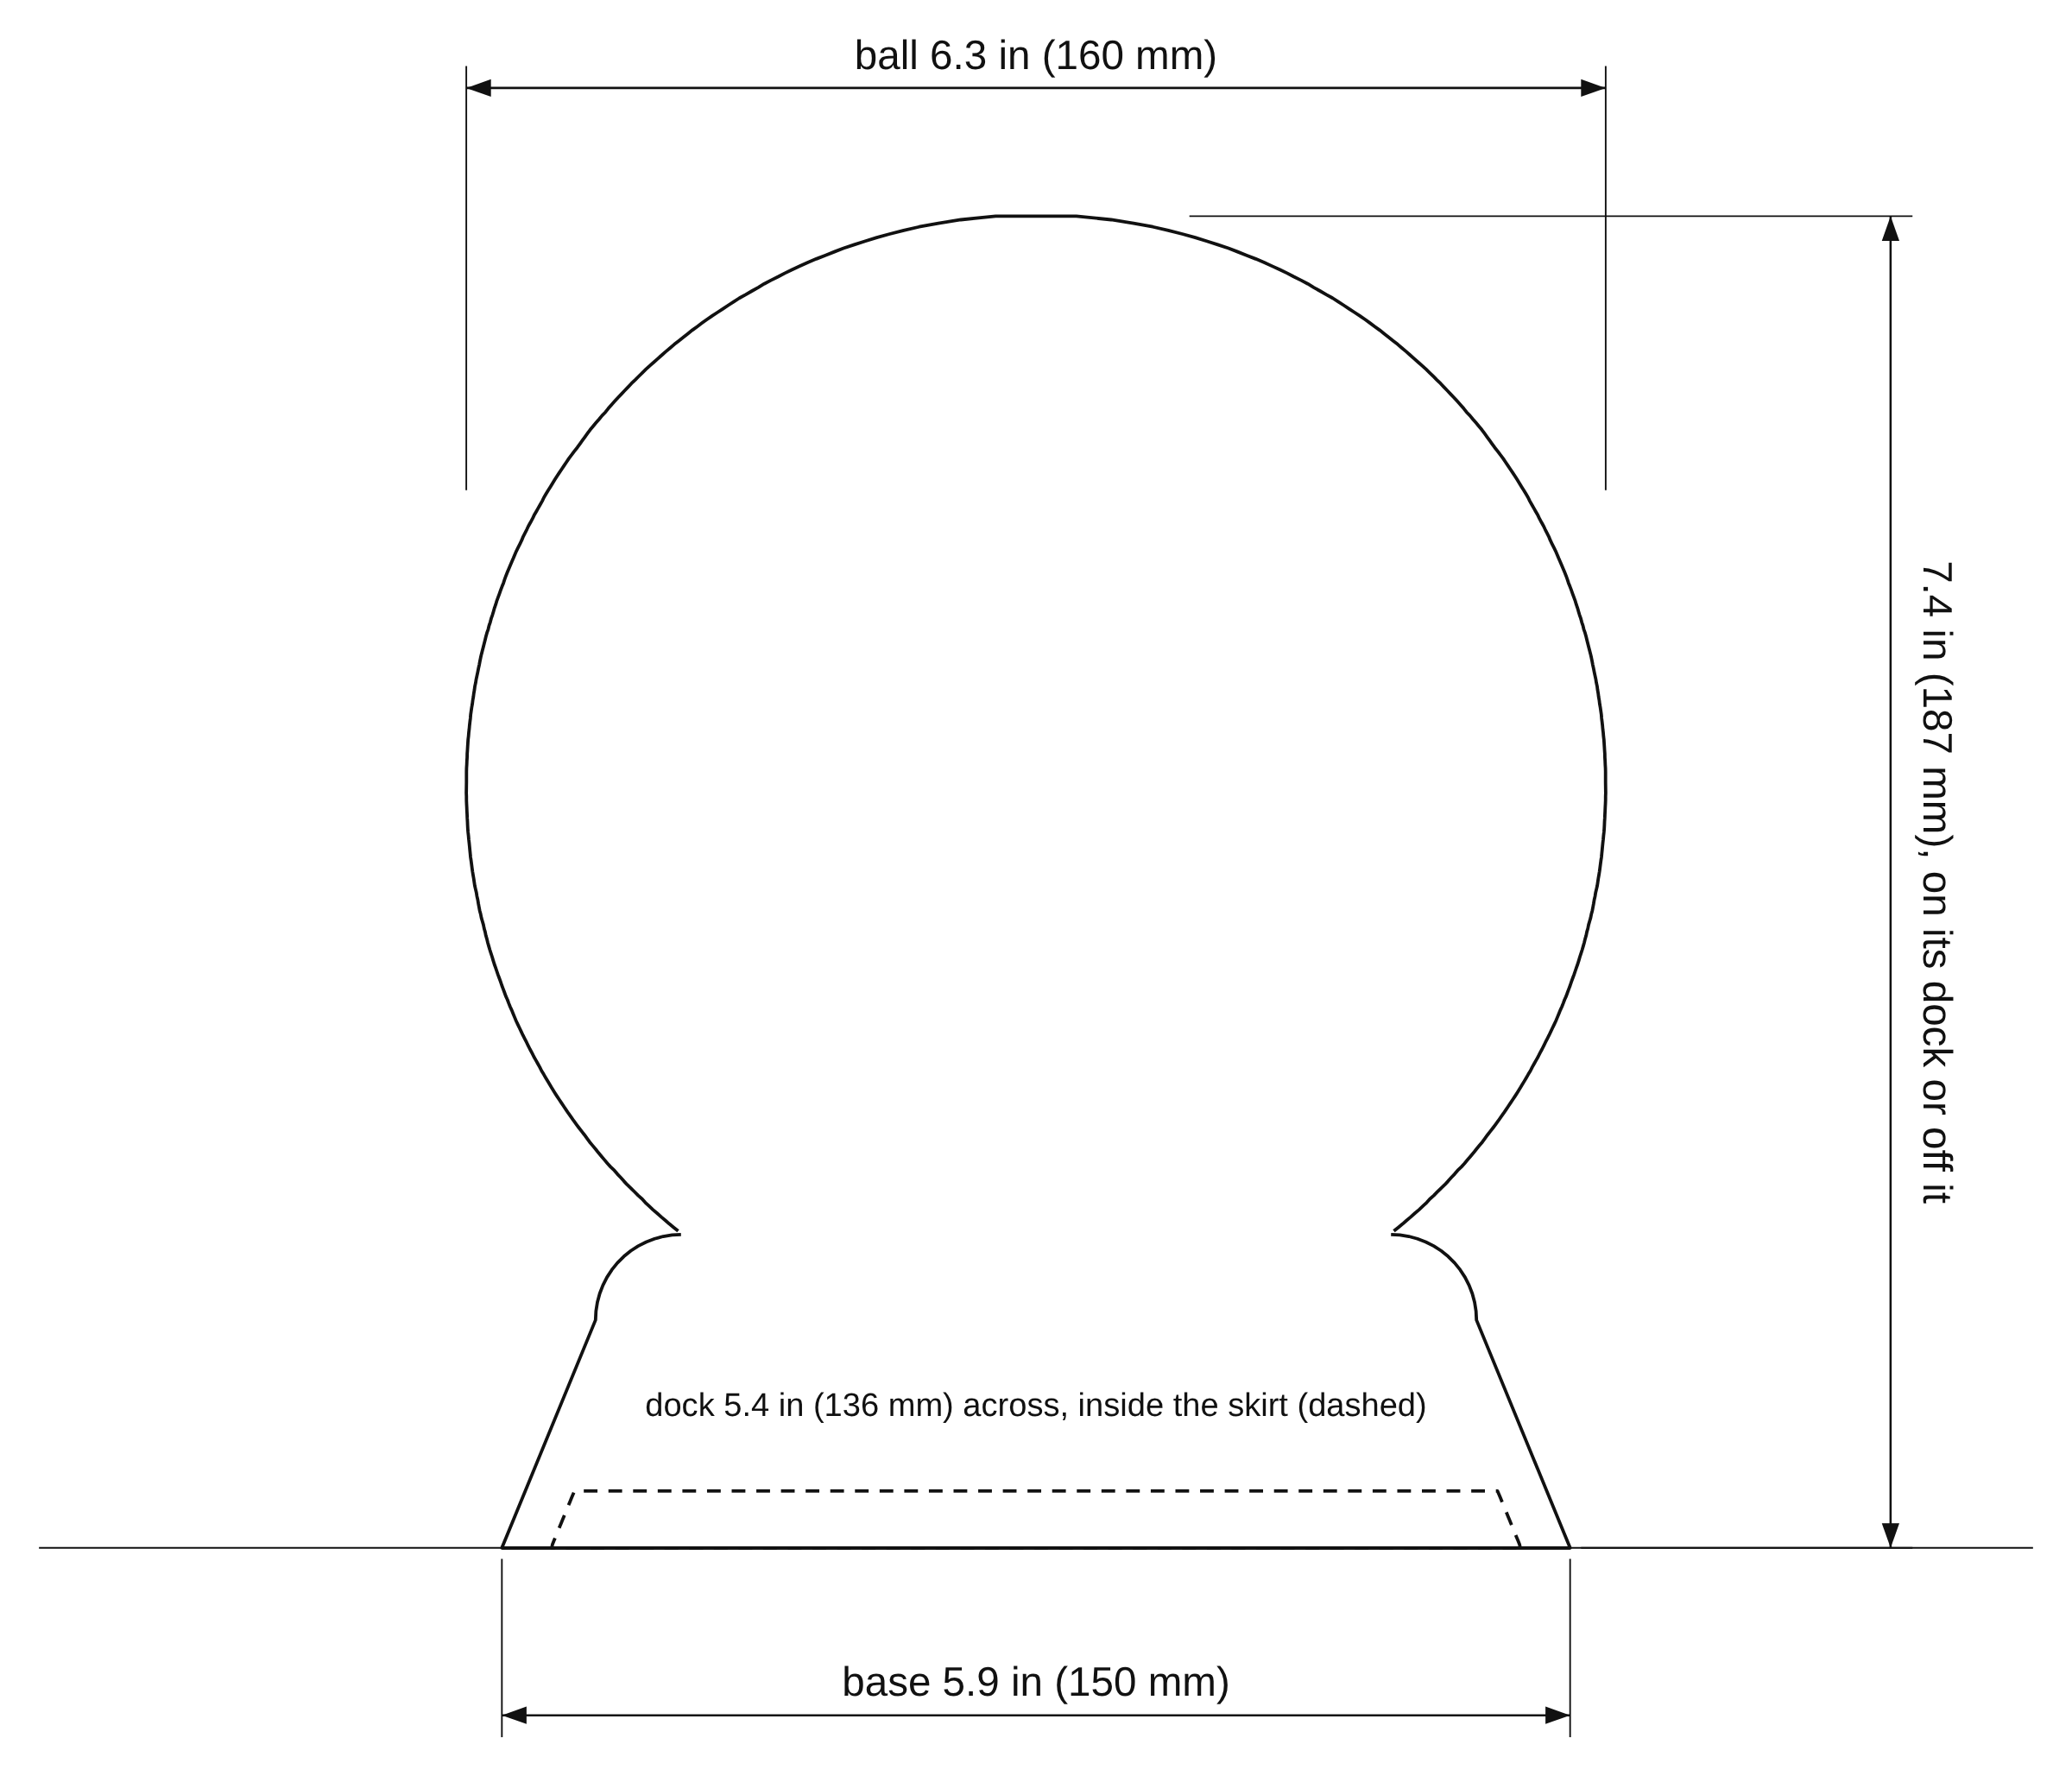 ball 6.3 in (160 mm)
7.4 in (187 mm), on its dock or off it
dock 5.4 in (136 mm) across, inside the skirt (dashed)
base 5.9 in (150 mm)